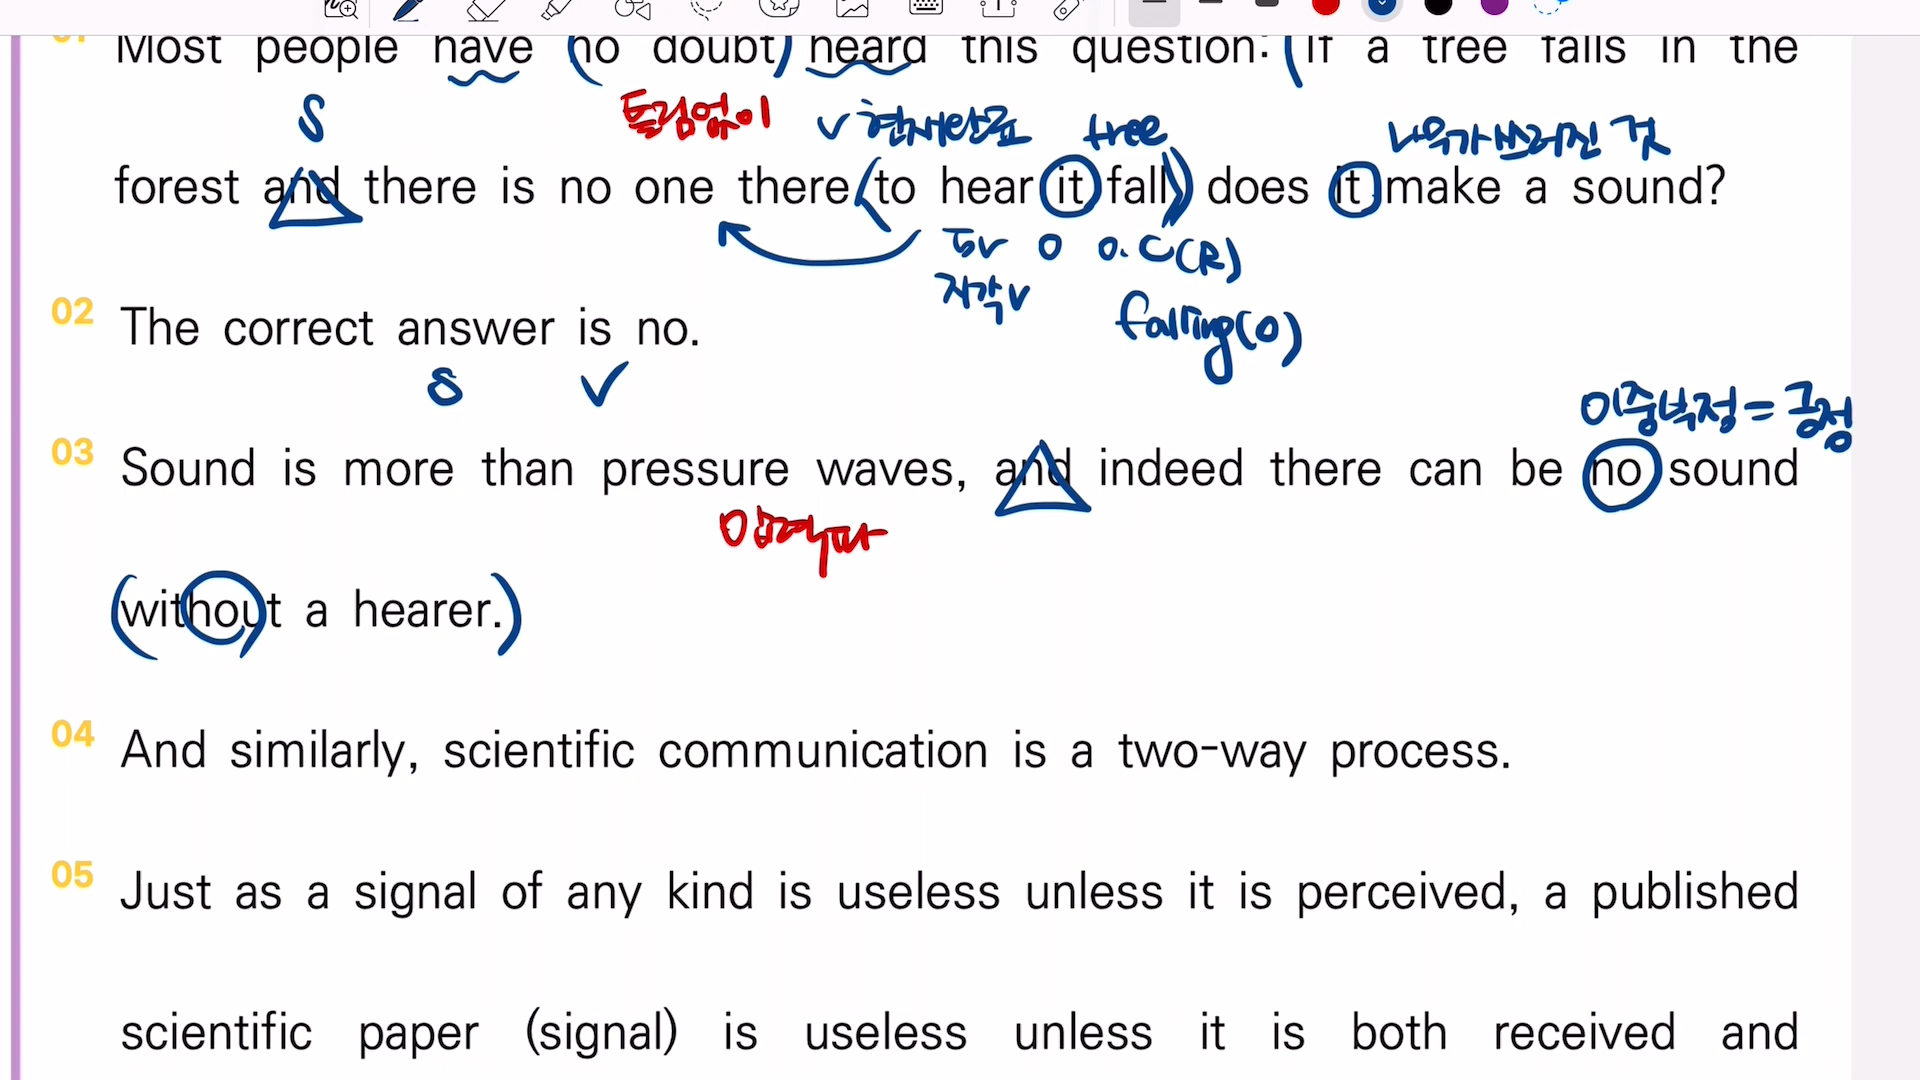 01
Most people have (no doubt) heard this question: (If a tree falls in the
S 틀림없이 V 현재완료 tree 나무가 쓰러진 것
forest and there is no one there (to hear it fall)) does it make a sound?
5V O O.C(R)
지각V
falling(O)
02 The correct answer is no.
S V
이중부정 = 긍정
03 Sound is more than pressure waves, and indeed there can be no sound
압력파
(without a hearer.)
04 And similarly, scientific communication is a two-way process.
05 Just as a signal of any kind is useless unless it is perceived, a published
scientific paper (signal) is useless unless it is both received and